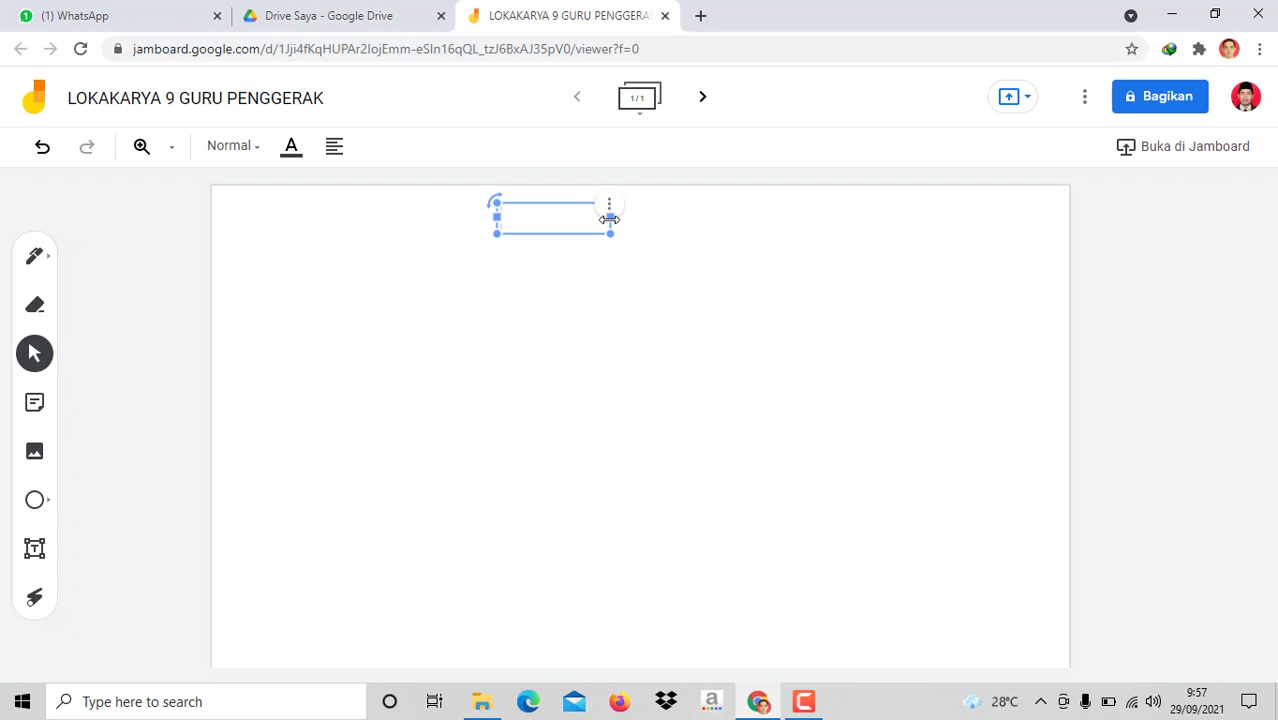 (1) WhatsApp
Drive Saya - Google Drive
LOKAKARYA 9 GURU PENGGERAK
jamboard.google.com/d/1Jji4fKqHUPAr2IojEmm-eSIn16qQL_tzJ6BxAJ35pV0/viewer?f=0
LOKAKARYA 9 GURU PENGGERAK
1/1
Bagikan
Normal
A
Buka di Jamboard
T
Type here to search
a
28°C
9:57
29/09/2021